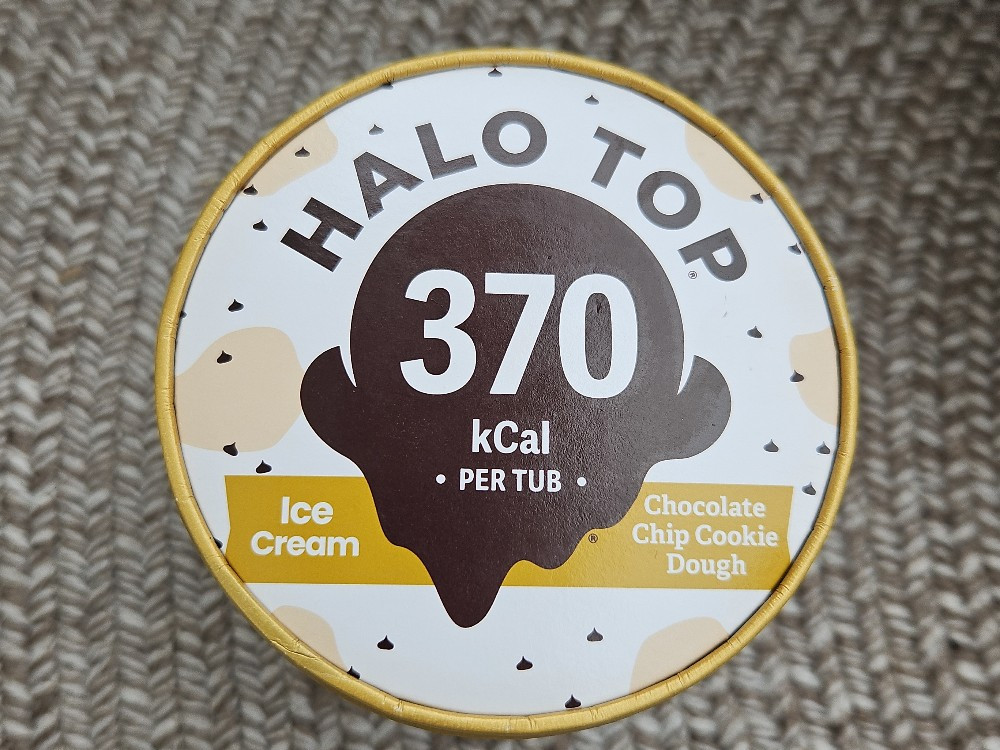 HALO TOP®
370
kCal
• PER TUB •
Ice
Cream
®
Chocolate
Chip Cookie
Dough